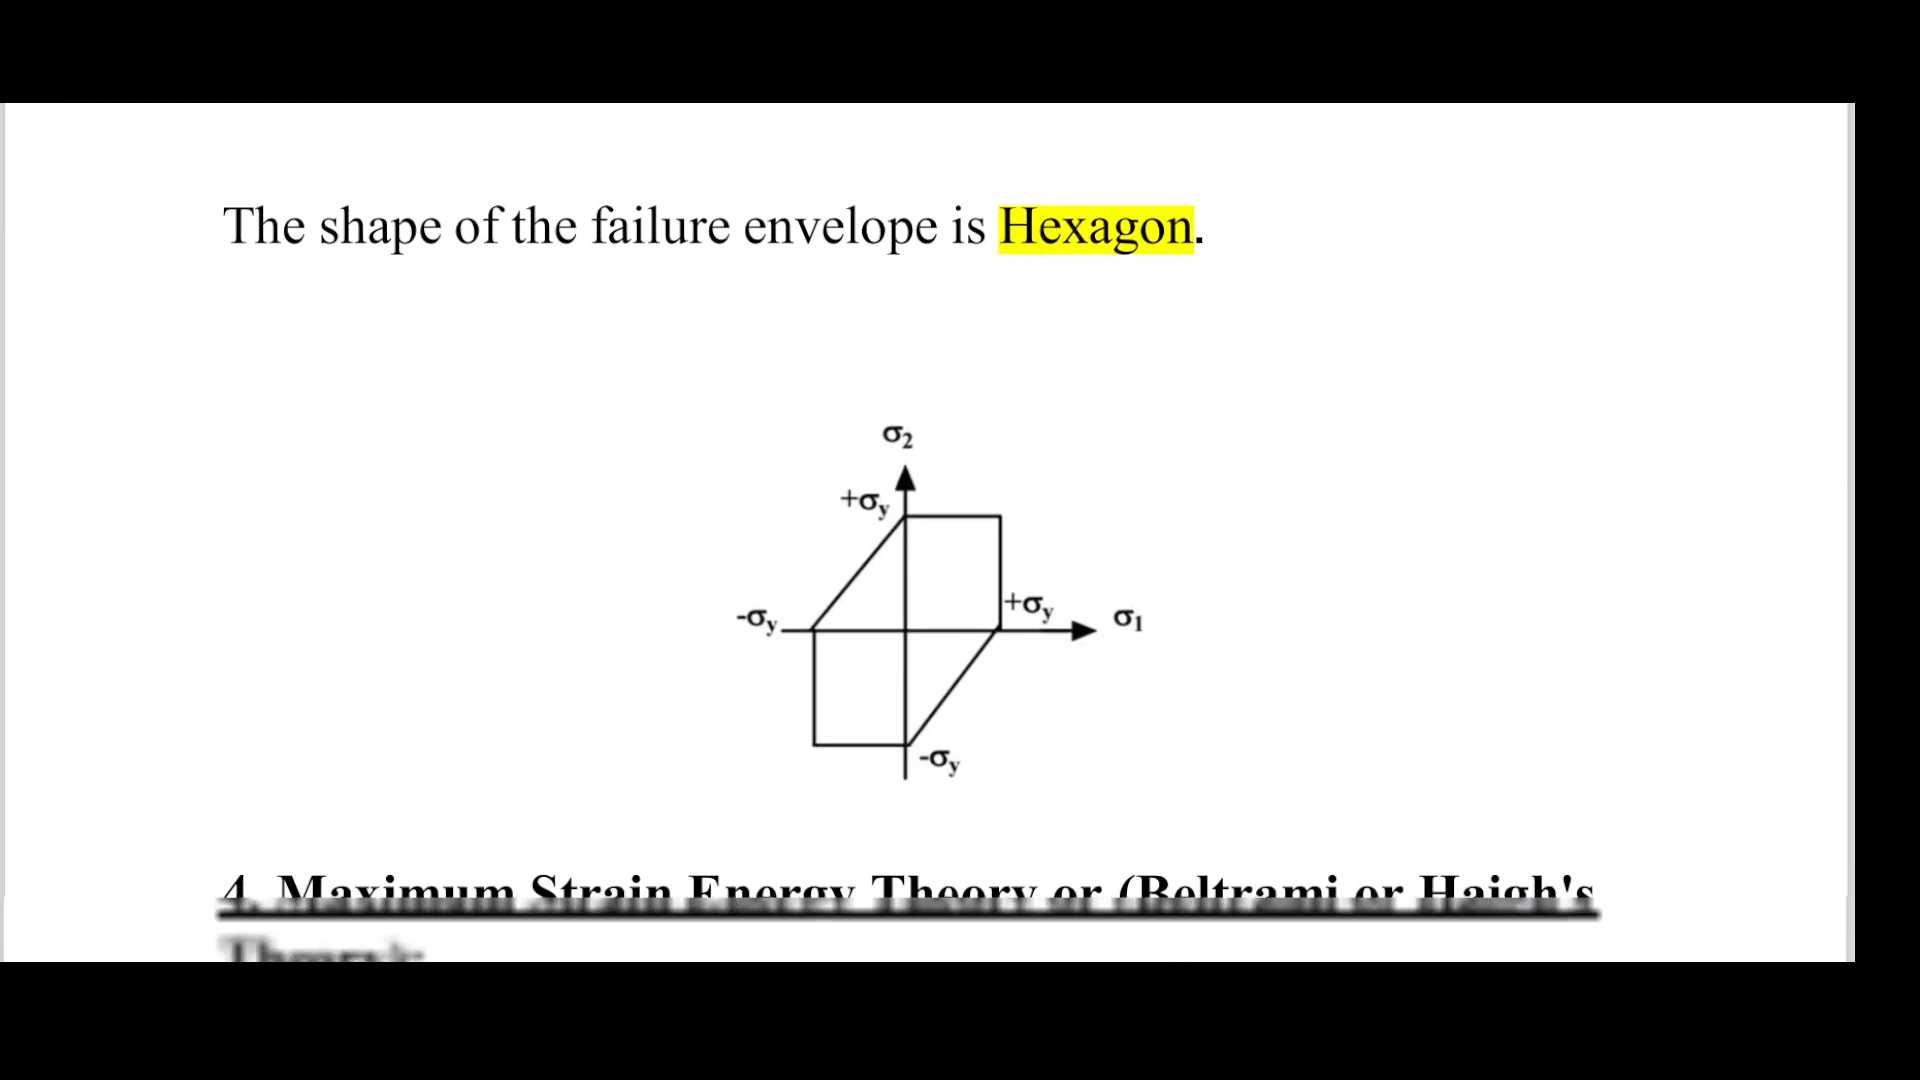 The shape of the failure envelope is Hexagon.
σ2
+σy
-σy
+σy
σ1
-σy
4. Maximum Strain Energy Theory or (Beltrami or Haigh's
Theory):